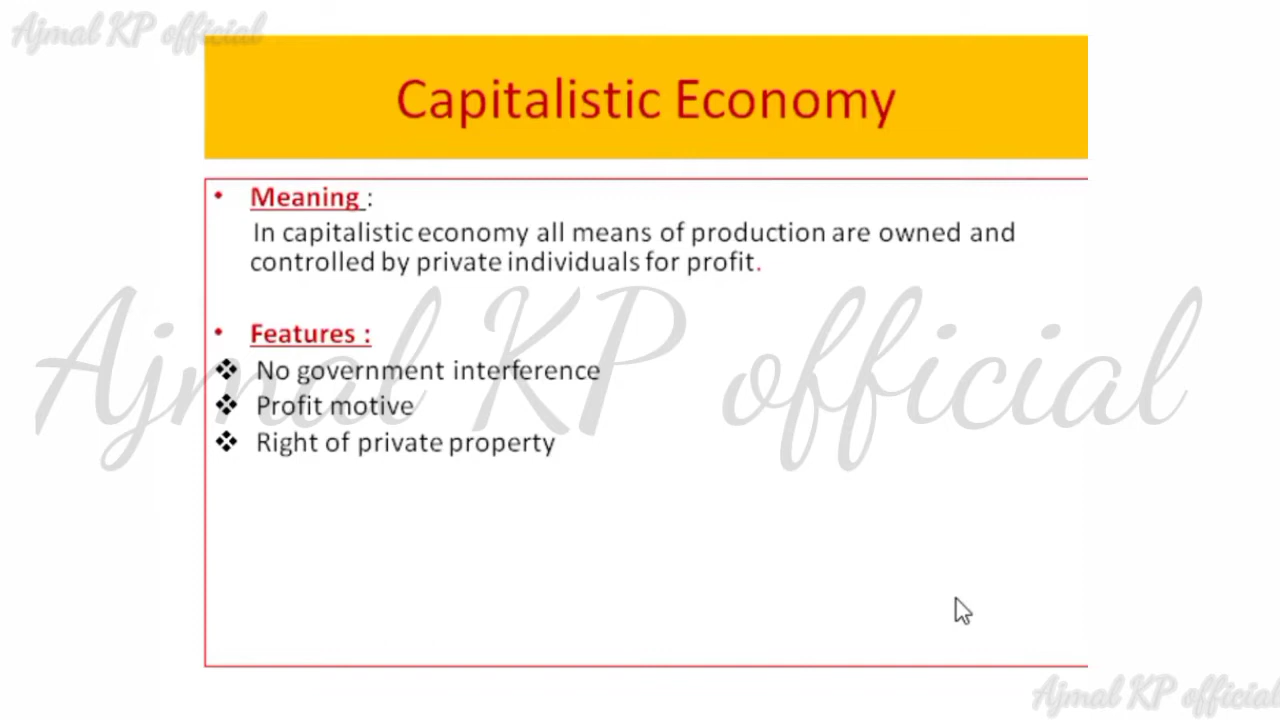 Ajmal KP official
Capitalistic Economy
• Meaning :
In capitalistic economy all means of production are owned and
controlled by private individuals for profit.
Ajmal KP official
• Features :
❖ No government interference
❖ Profit motive
❖ Right of private property
Ajmal KP official